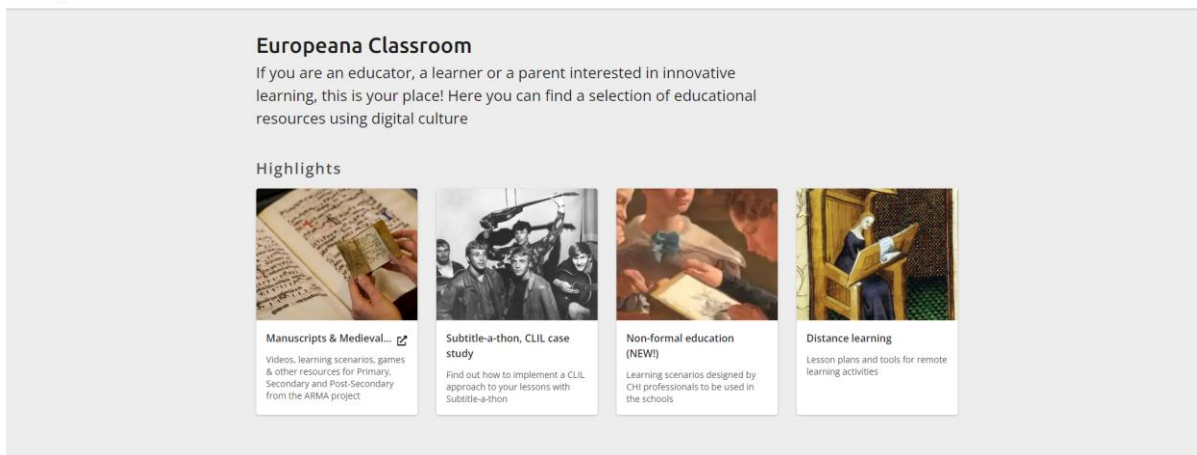 Europeana Classroom
If you are an educator, a learner or a parent interested in innovative
learning, this is your place! Here you can find a selection of educational
resources using digital culture
Highlights
Manuscripts & Medieval...
Videos, learning scenarios, games
& other resources for Primary,
Secondary and Post-Secondary
from the ARMA project
Subtitle-a-thon, CLIL case
study
Find out how to implement a CLIL
approach to your lessons with
Subtitle-a-thon
Non-formal education
(NEW!)
Learning scenarios designed by
CHI professionals to be used in
the schools
Distance learning
Lesson plans and tools for remote
learning activities